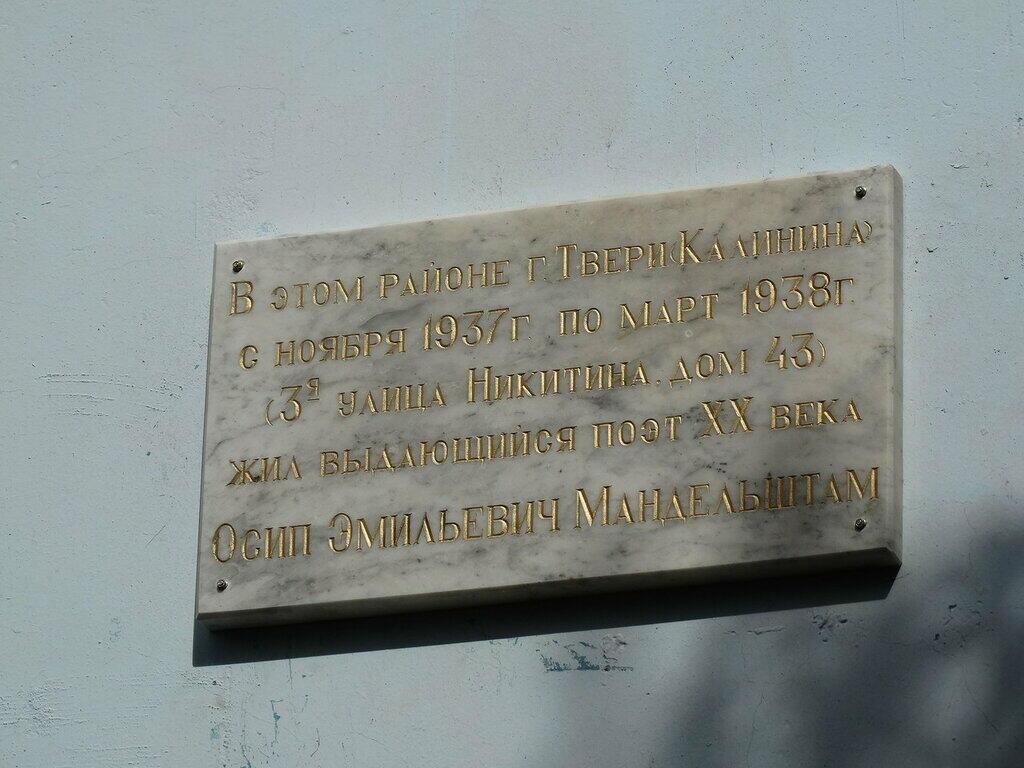 В этом районе г. Твери (Калинина)
с ноября 1937г. по март 1938г.
(3я улица Никитина, дом 43)
жил выдающийся поэт XX века
Осип Эмильевич Мандельштам